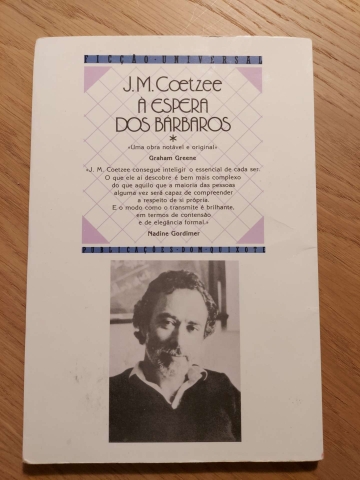 FICÇÃO·UNIVERSAL
J. M. Coetzee
À ESPERA
DOS BÁRBAROS
*
«Uma obra notável e original»
Graham Greene
«J. M. Coetzee consegue inteligir o essencial de cada ser.
O que ele aí descobre é bem mais complexo
do que aquilo que a maioria das pessoas
alguma vez será capaz de compreender
a respeito de si própria.
E o modo como o transmite é brilhante,
em termos de contensão
e de elegância formal.»
Nadine Gordimer
PUBLICAÇÕES·DOM·QUIXOTE